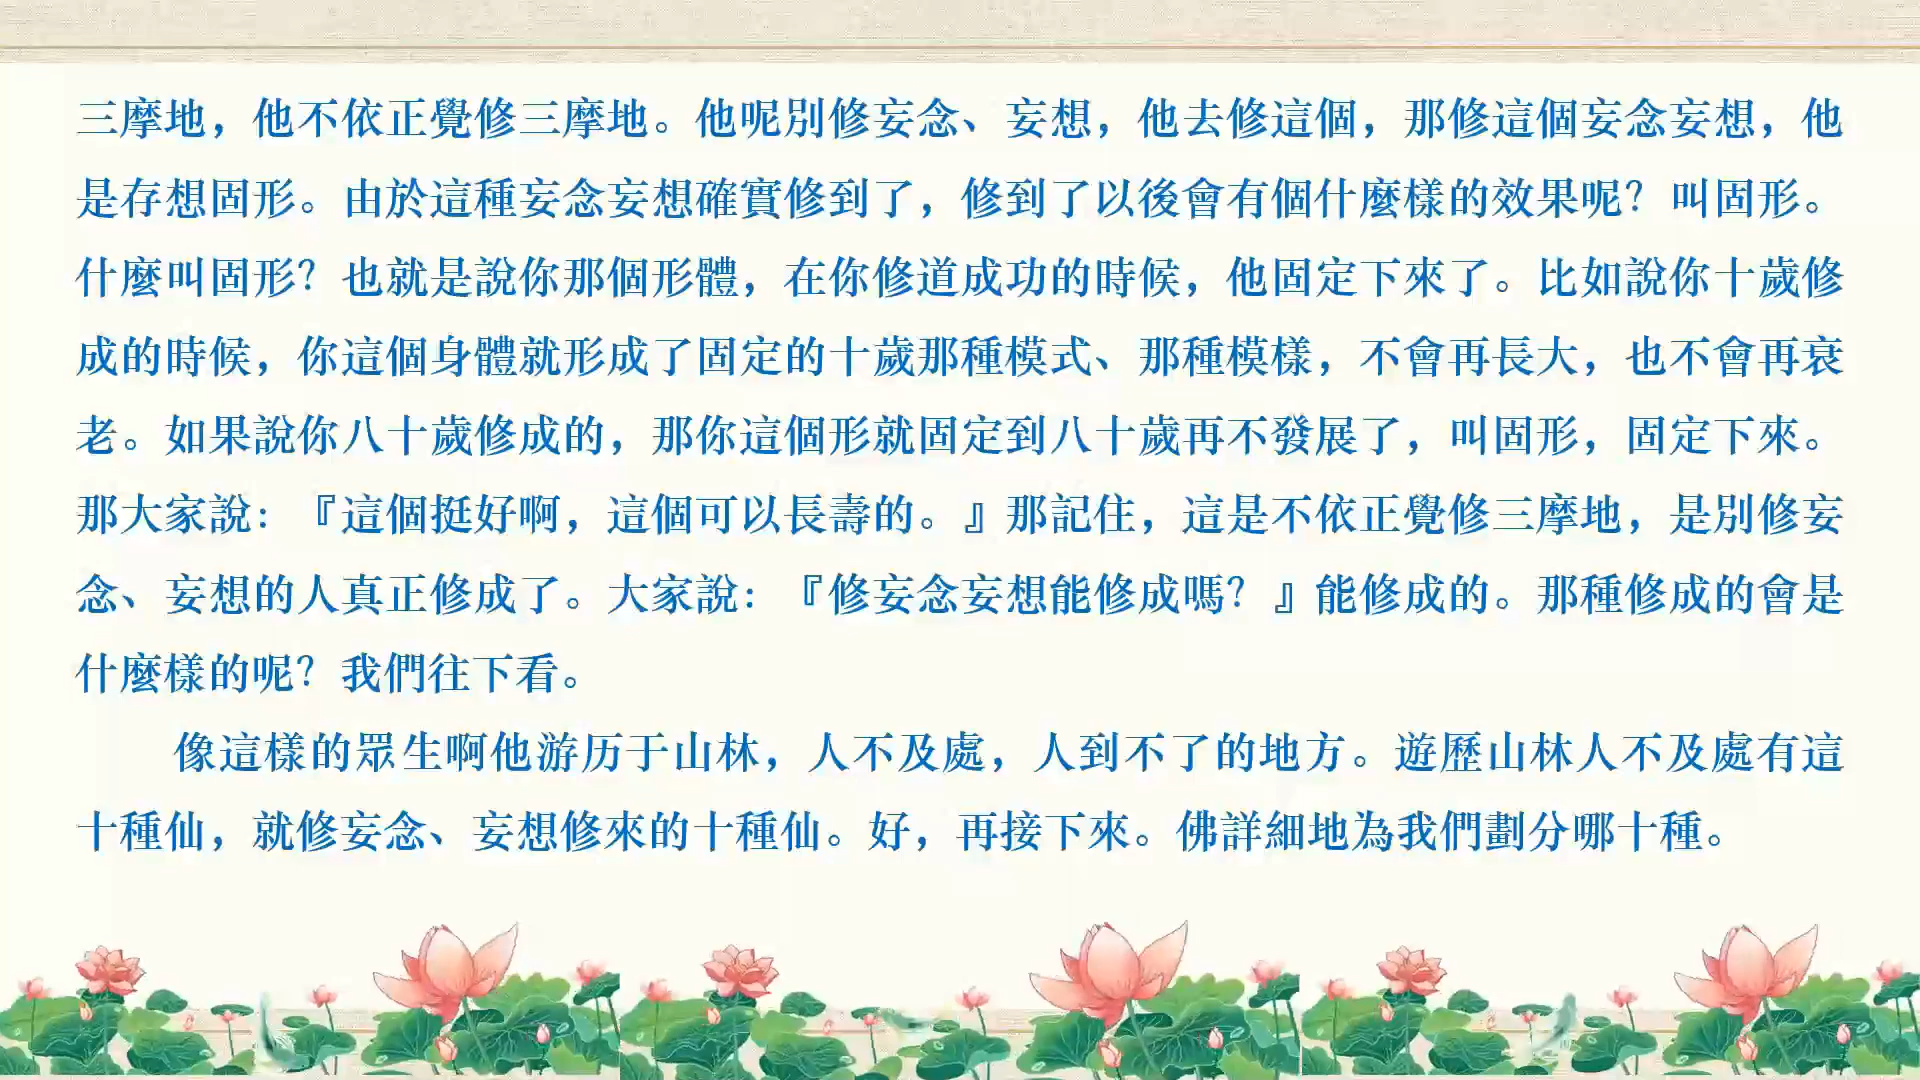 三摩地，他不依正覺修三摩地。他呢別修妄念、妄想，他去修這個，那修這個妄念妄想，他
是存想固形。由於這種妄念妄想確實修到了，修到了以後會有個什麼樣的效果呢？叫固形。
什麼叫固形？也就是說你那個形體，在你修道成功的時候，他固定下來了。比如說你十歲修
成的時候，你這個身體就形成了固定的十歲那種模式、那種模樣，不會再長大，也不會再衰
老。如果說你八十歲修成的，那你這個形就固定到八十歲再不發展了，叫固形，固定下來。
那大家說：『這個挺好啊，這個可以長壽的。』那記住，這是不依正覺修三摩地，是別修妄
念、妄想的人真正修成了。大家說：『修妄念妄想能修成嗎？』能修成的。那種修成的會是
什麼樣的呢？我們往下看。
像這樣的眾生啊他游历于山林，人不及處，人到不了的地方。遊歷山林人不及處有這
十種仙，就修妄念、妄想修來的十種仙。好，再接下來。佛詳細地為我們劃分哪十種。